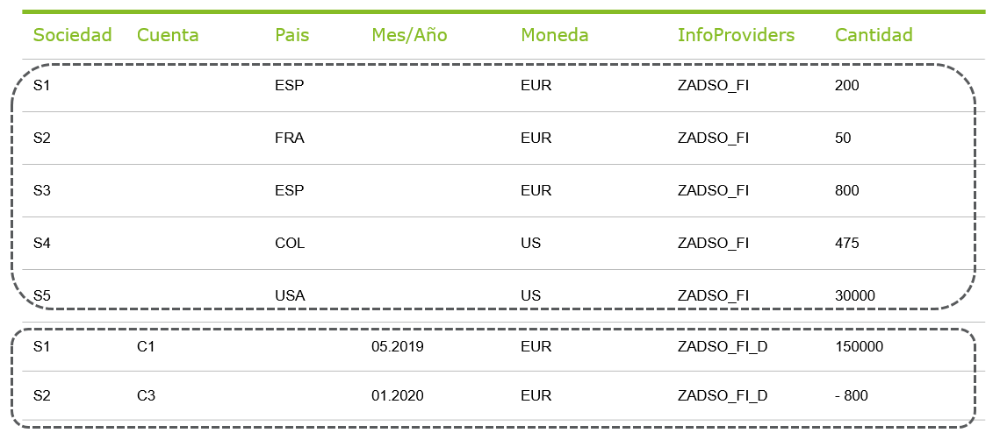 Sociedad Cuenta Pais Mes/Año Moneda InfoProviders Cantidad
S1 ESP EUR ZADSO_FI 200
S2 FRA EUR ZADSO_FI 50
S3 ESP EUR ZADSO_FI 800
S4 COL US ZADSO_FI 475
S5 USA US ZADSO_FI 30000
S1 C1 05.2019 EUR ZADSO_FI_D 150000
S2 C3 01.2020 EUR ZADSO_FI_D - 800